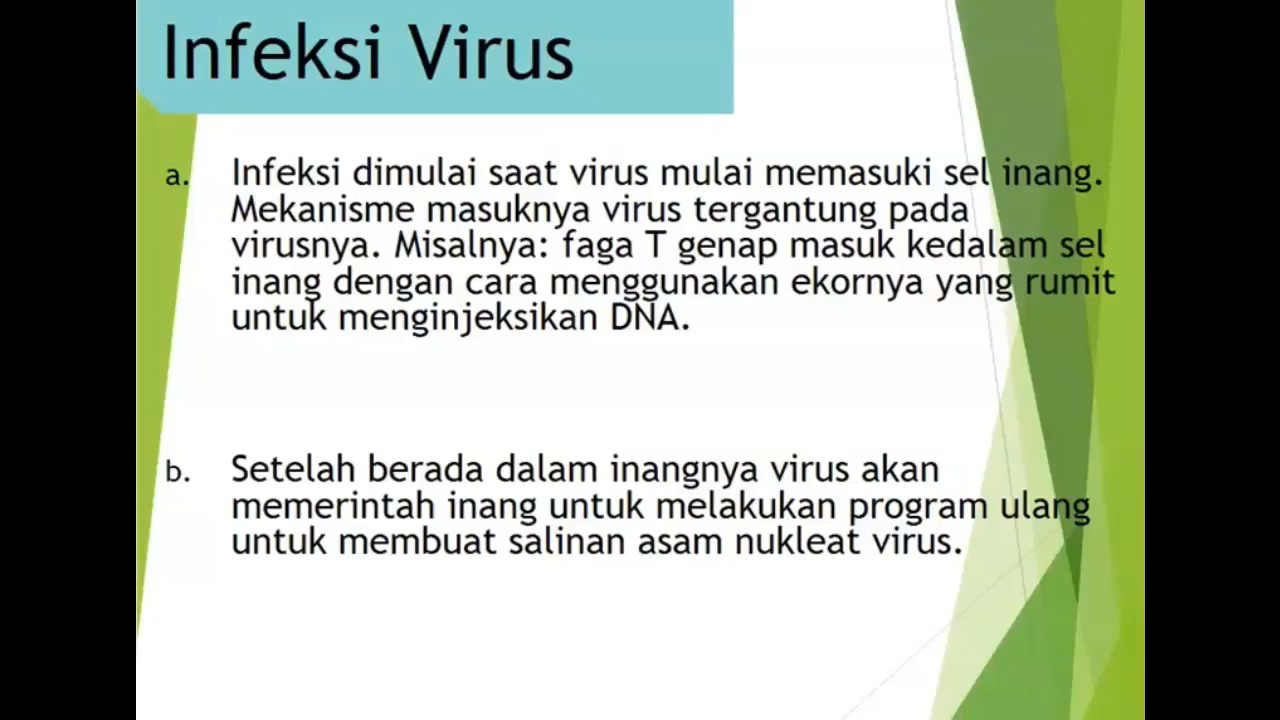 Infeksi Virus
a. Infeksi dimulai saat virus mulai memasuki sel inang.
Mekanisme masuknya virus tergantung pada
virusnya. Misalnya: faga T genap masuk kedalam sel
inang dengan cara menggunakan ekornya yang rumit
untuk menginjeksikan DNA.
b. Setelah berada dalam inangnya virus akan
memerintah inang untuk melakukan program ulang
untuk membuat salinan asam nukleat virus.